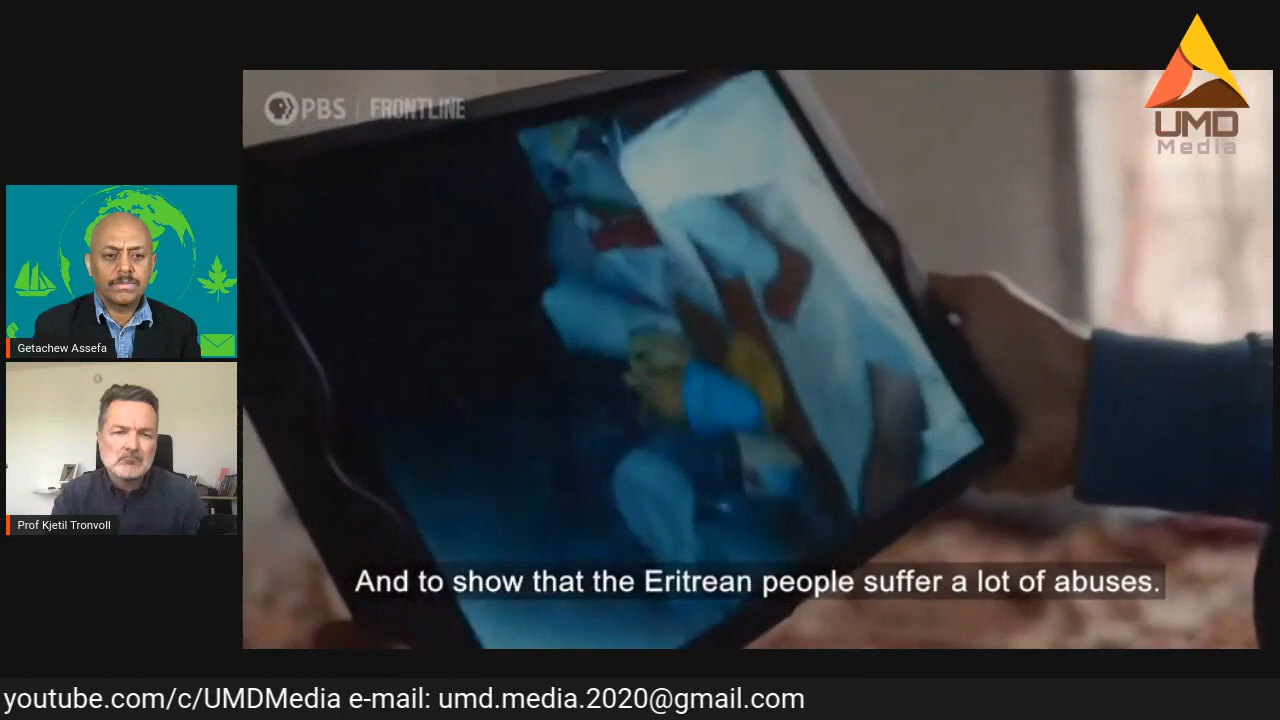 PBS | FRONTLINE
UMD
Media
Getachew Assefa
Prof Kjetil Tronvoll
And to show that the Eritrean people suffer a lot of abuses.
youtube.com/c/UMDMedia e-mail: umd.media.2020@gmail.com